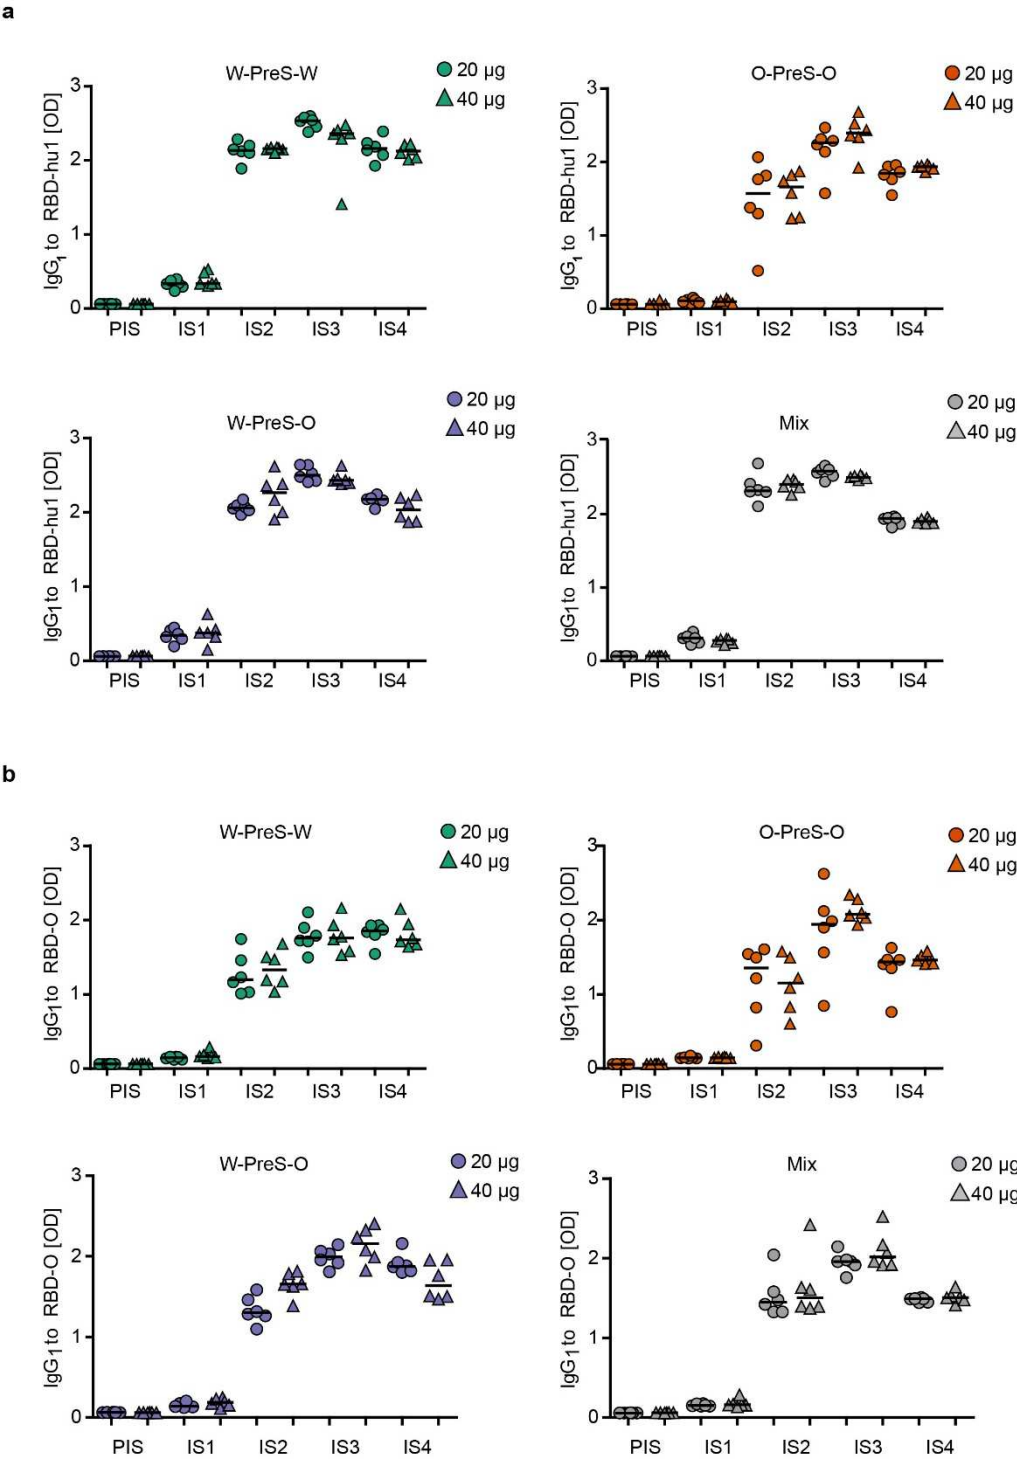 a
W-PreS-W
20 µg
40 µg
IgG1 to RBD-hu1 [OD]
3
2
1
0
PIS IS1 IS2 IS3 IS4
O-PreS-O
20 µg
40 µg
IgG1 to RBD-hu1 [OD]
3
2
1
0
PIS IS1 IS2 IS3 IS4
W-PreS-O
20 µg
40 µg
IgG1 to RBD-hu1 [OD]
3
2
1
0
PIS IS1 IS2 IS3 IS4
Mix
20 µg
40 µg
IgG1 to RBD-hu1 [OD]
3
2
1
0
PIS IS1 IS2 IS3 IS4
b
W-PreS-W
20 µg
40 µg
IgG1 to RBD-O [OD]
3
2
1
0
PIS IS1 IS2 IS3 IS4
O-PreS-O
20 µg
40 µg
IgG1 to RBD-O [OD]
3
2
1
0
PIS IS1 IS2 IS3 IS4
W-PreS-O
20 µg
40 µg
IgG1 to RBD-O [OD]
3
2
1
0
PIS IS1 IS2 IS3 IS4
Mix
20 µg
40 µg
IgG1 to RBD-O [OD]
3
2
1
0
PIS IS1 IS2 IS3 IS4